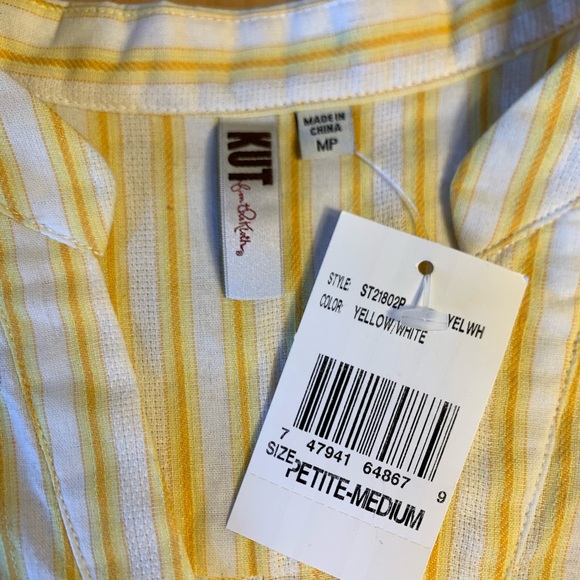 KUT
from the Kloth
MADE IN
CHINA
MP
STYLE: ST21802P YELWH
COLOR: YELLOW/WHITE
7 47941 64867 9
SIZE
PETITE-MEDIUM